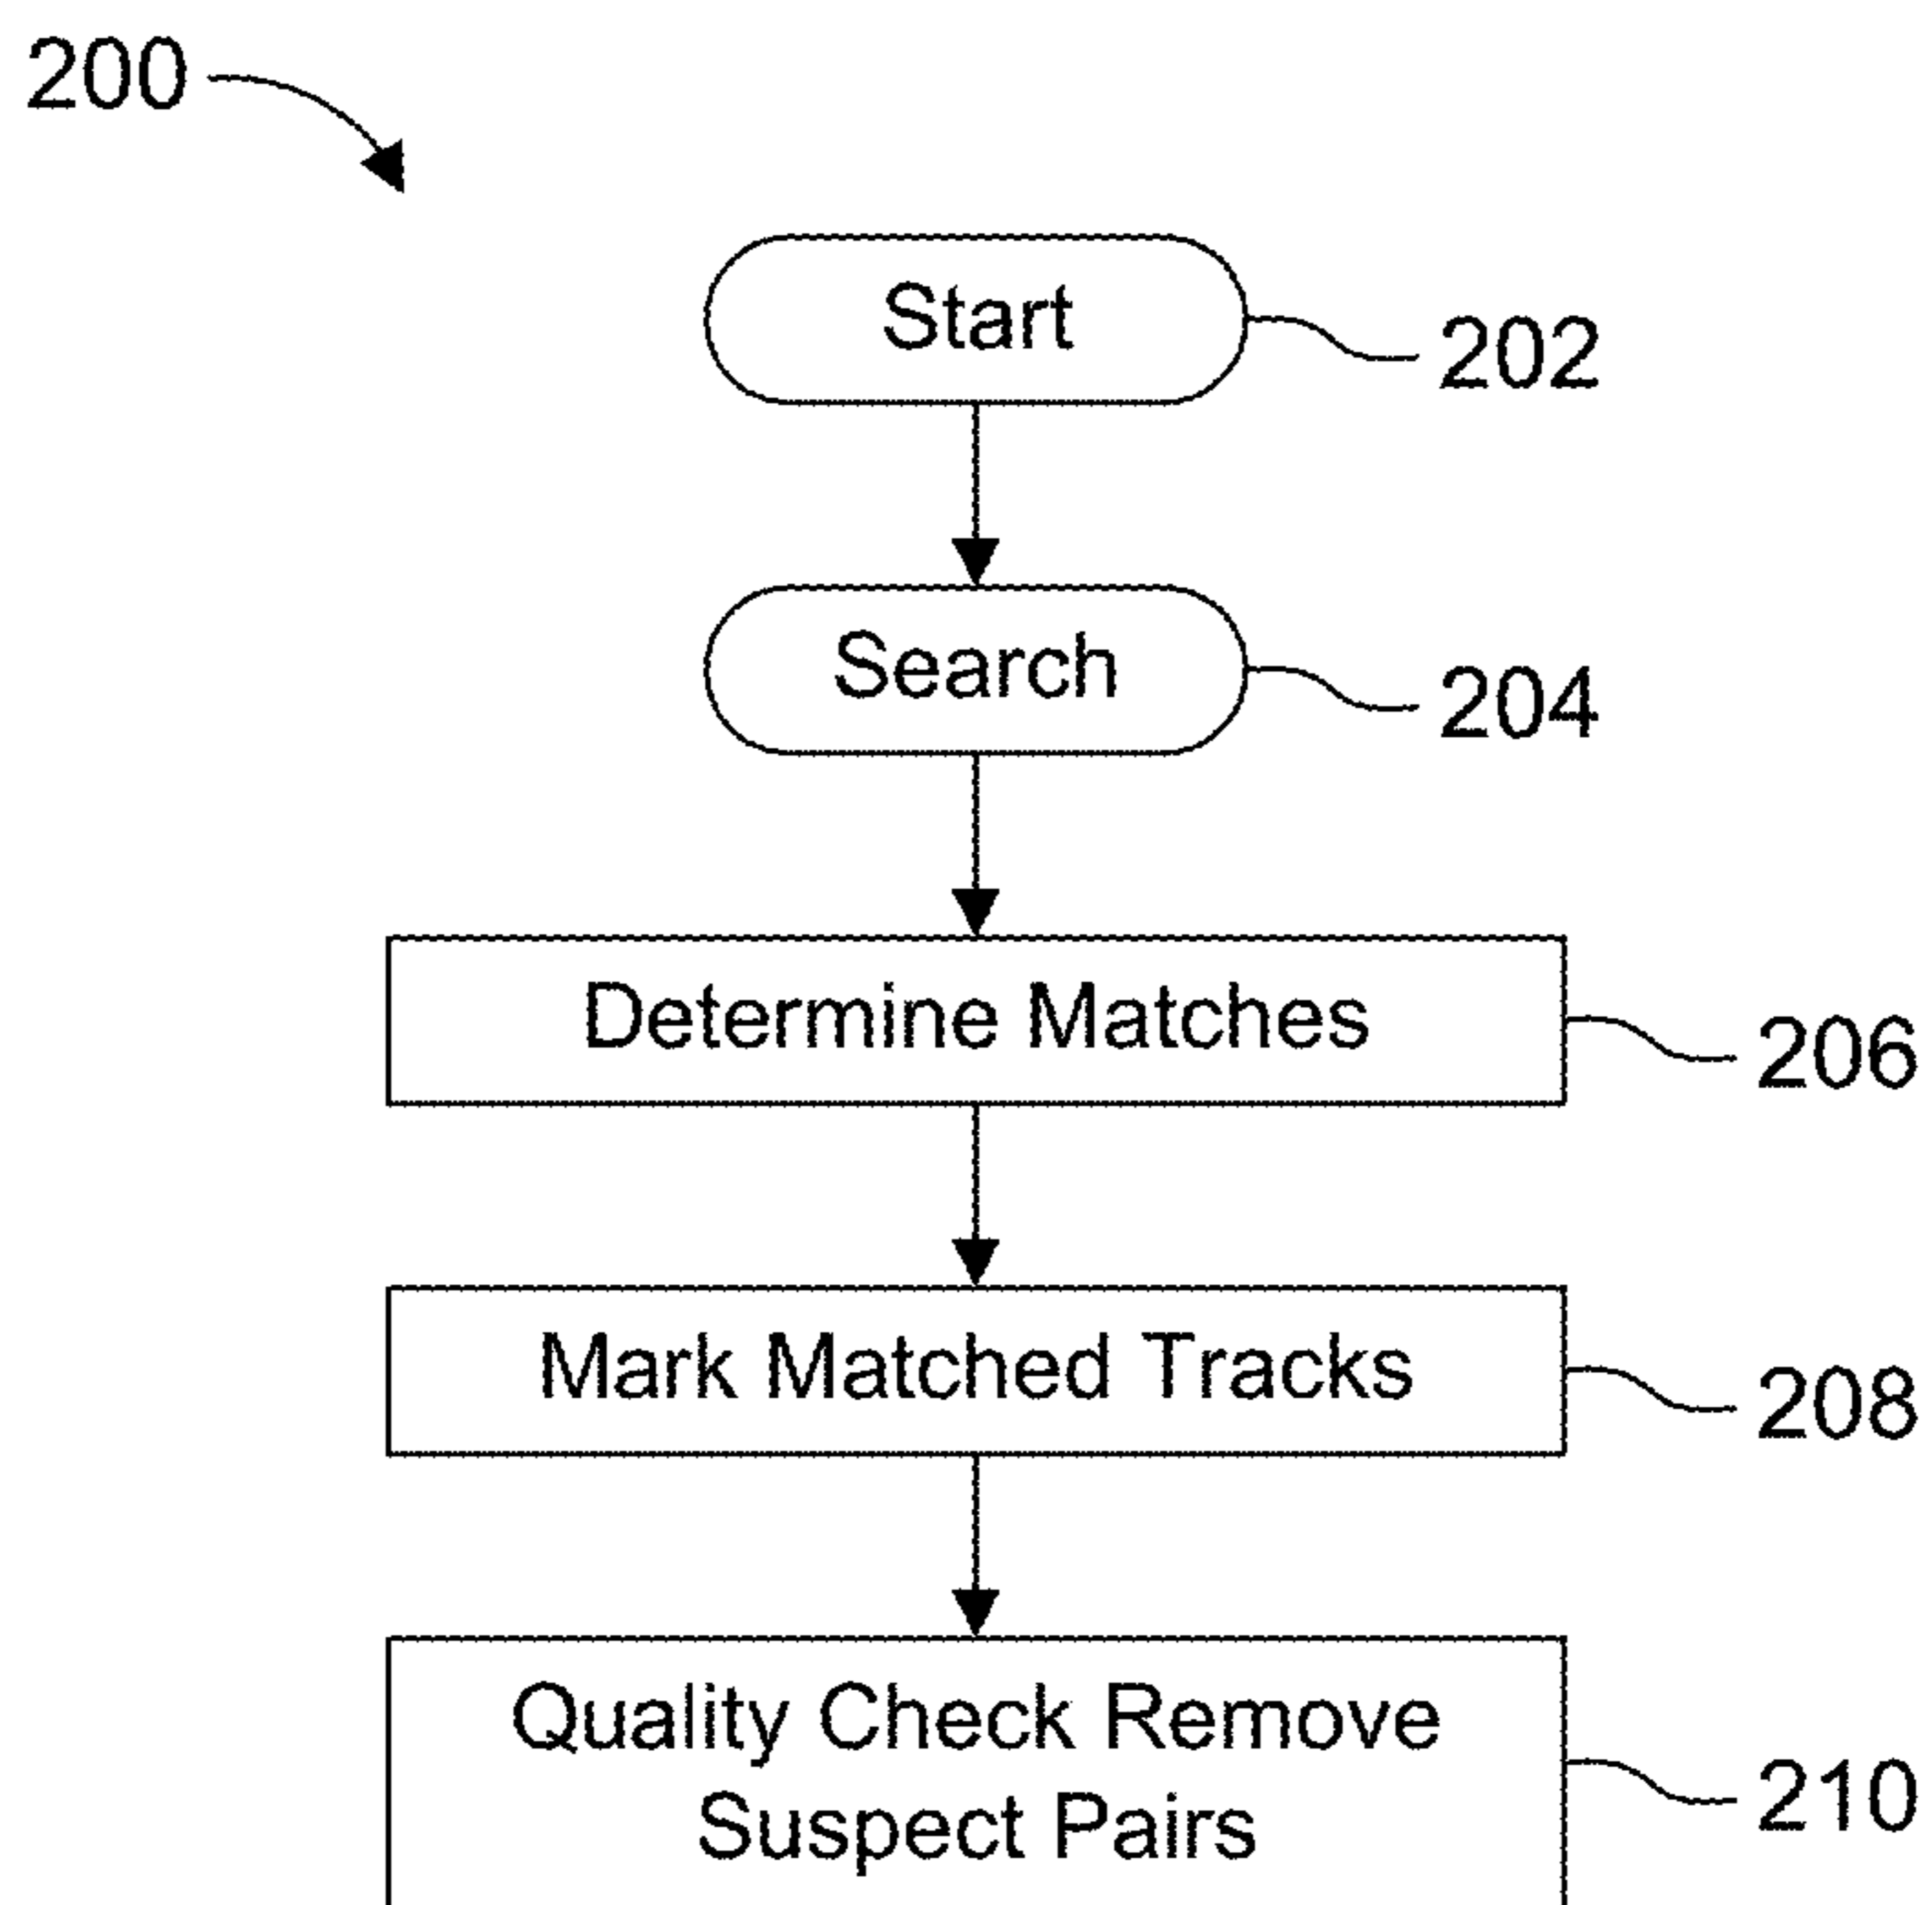 200
Start
202
Search
204
Determine Matches
206
Mark Matched Tracks
208
Quality Check Remove
Suspect Pairs
210